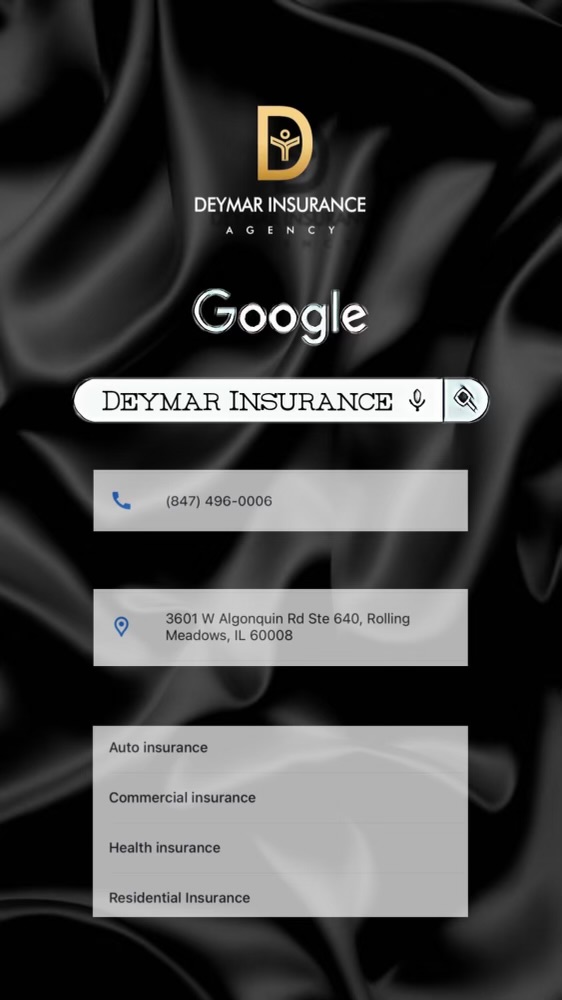 D
DEYMAR INSURANCE
AGENCY
Google
DEYMAR INSURANCE
(847) 496-0006
3601 W Algonquin Rd Ste 640, Rolling
Meadows, IL 60008
Auto insurance
Commercial insurance
Health insurance
Residential Insurance